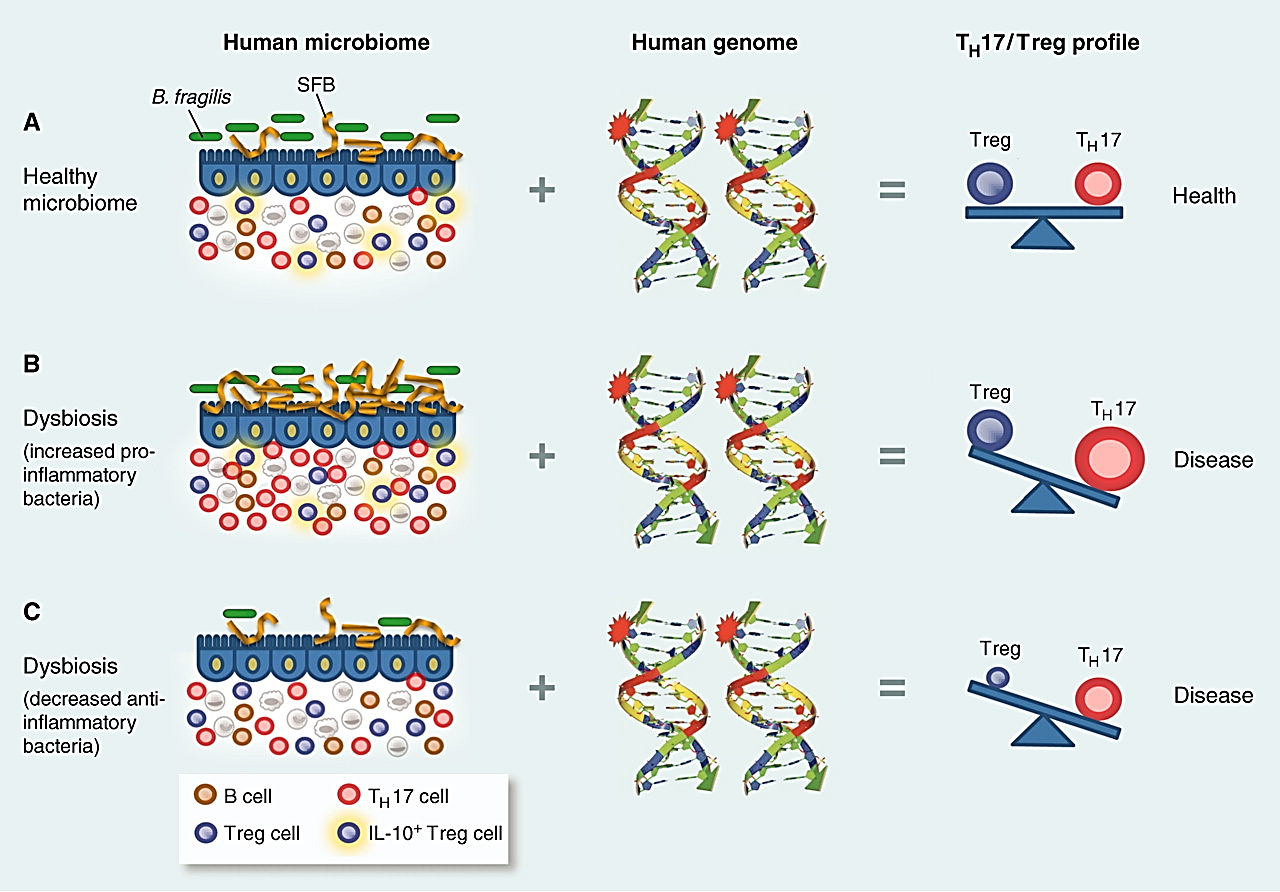 Human microbiome
Human genome
TH17/Treg profile
A
B. fragilis
SFB
Healthy
microbiome
+
=
Treg
TH17
Health
B
Dysbiosis
(increased pro-
inflammatory
bacteria)
+
=
Treg
TH17
Disease
C
Dysbiosis
(decreased anti-
inflammatory
bacteria)
+
=
Treg
TH17
Disease
B cell
TH17 cell
Treg cell
IL-10+ Treg cell